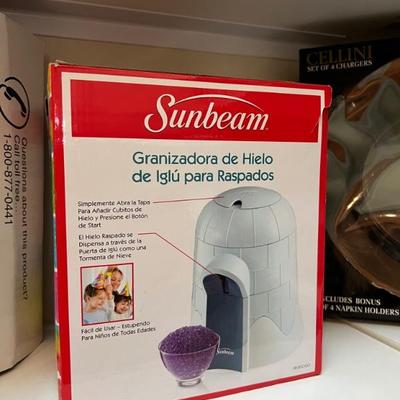 Questions about this product?
Call toll-free
1-800-877-0441
Sunbeam
Granizadora de Hielo
de Iglú para Raspados
Simplemente Abra la Tapa
Para Añadir Cubitos de
Hielo y Presione el Botón
de Start
El Hielo Raspado se
Dispensa a través de la
Puerta de Iglú como una
Tormenta de Nieve
Fácil de Usar – Estupendo
Para Niños de Todas Edades
Sunbeam
CELLINI
SET OF 4 CHARGERS
INCLUDES BONUS
OF 4 NAPKIN HOLDERS